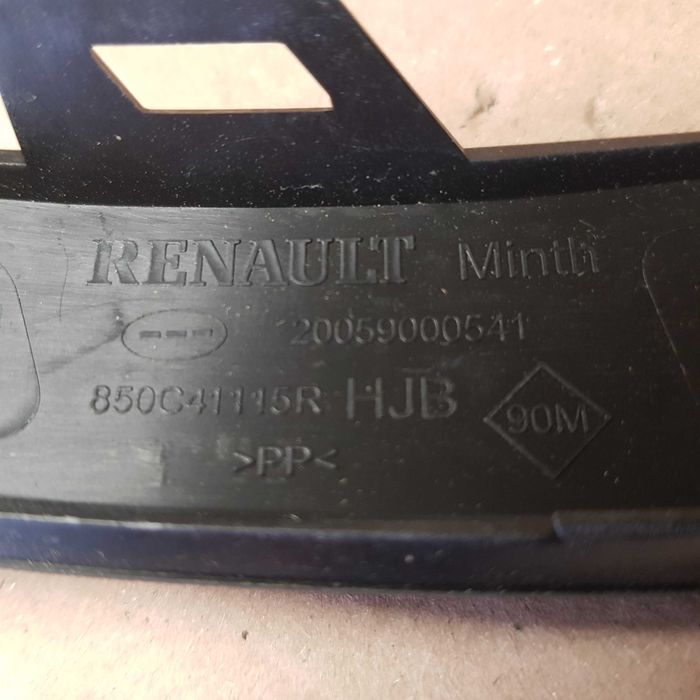 RENAULT Minth
--- 20059000541
850C41115R HJB 90M
>PP<